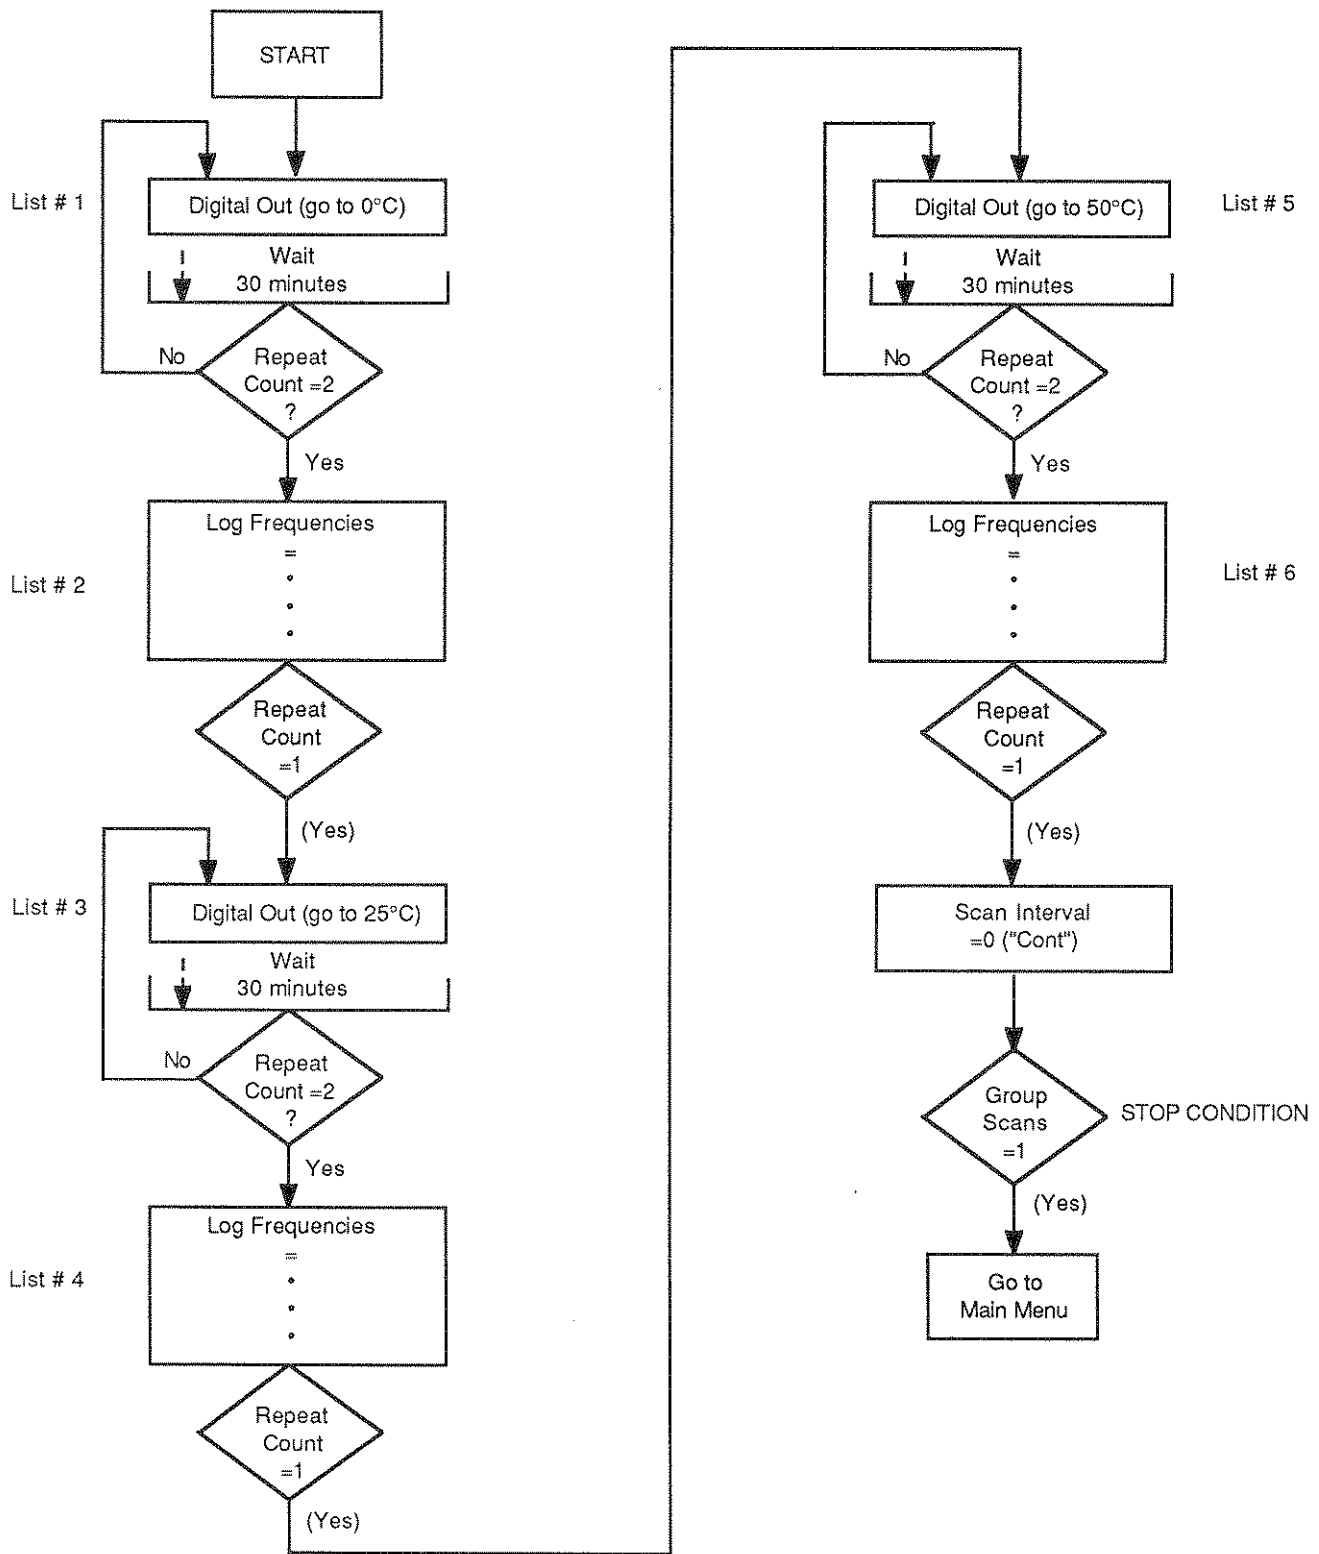 START
List # 1
Digital Out (go to 0°C)
Wait
30 minutes
No
Repeat
Count =2
?
Yes
Log Frequencies
=
List # 2
Repeat
Count
=1
(Yes)
List # 3
Digital Out (go to 25°C)
Wait
30 minutes
No
Repeat
Count =2
?
Yes
Log Frequencies
=
List # 4
Repeat
Count
=1
(Yes)
Digital Out (go to 50°C)
List # 5
Wait
30 minutes
No
Repeat
Count =2
?
Yes
Log Frequencies
=
List # 6
Repeat
Count
=1
(Yes)
Scan Interval
=0 ("Cont")
Group
Scans
=1
STOP CONDITION
(Yes)
Go to
Main Menu